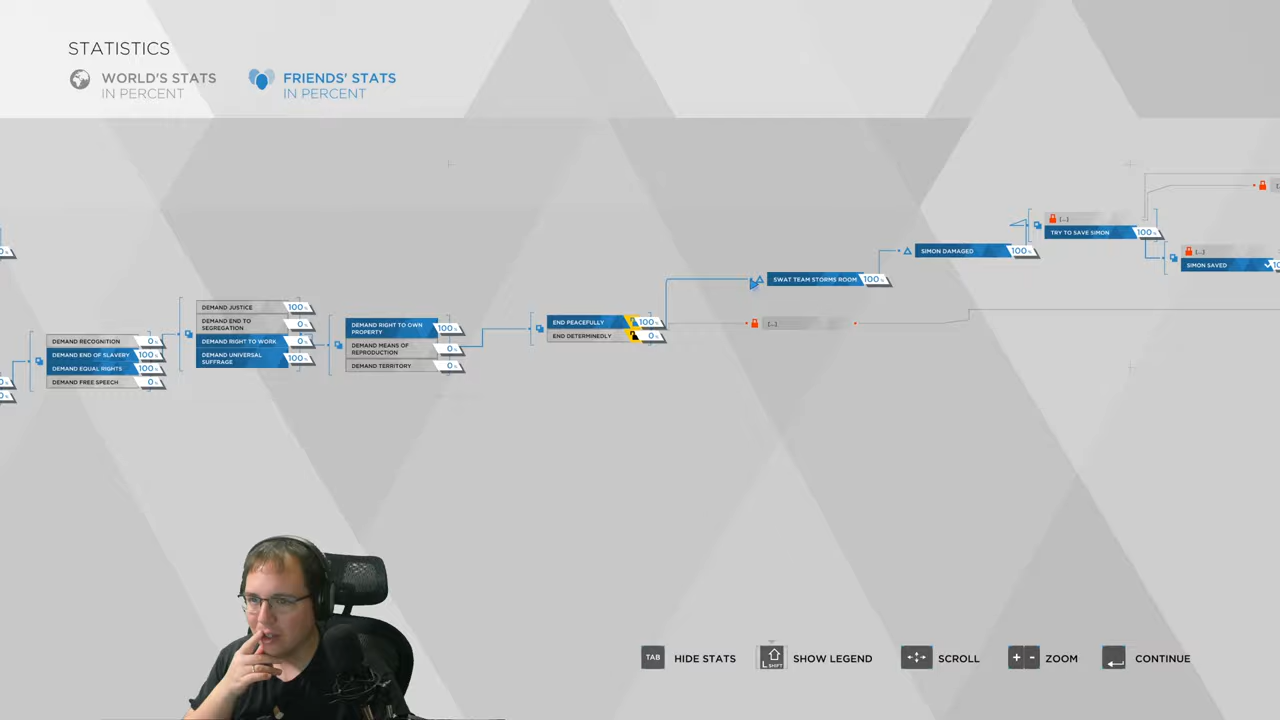 STATISTICS
WORLD'S STATS
IN PERCENT
FRIENDS' STATS
IN PERCENT
[...]
TRY TO SAVE SIMON 100%
SIMON DAMAGED 100%
[...]
SIMON SAVED
SWAT TEAM STORMS ROOM 100%
DEMAND JUSTICE 100%
DEMAND END TO
SEGREGATION 0%
DEMAND RIGHT TO WORK 0%
DEMAND UNIVERSAL
SUFFRAGE 100%
DEMAND RECOGNITION 0%
DEMAND END OF SLAVERY 100%
DEMAND EQUAL RIGHTS 100%
DEMAND FREE SPEECH 0%
DEMAND RIGHT TO OWN
PROPERTY 100%
DEMAND MEANS OF
REPRODUCTION 0%
DEMAND TERRITORY 0%
END PEACEFULLY 100%
END DETERMINEDLY 0%
[...]
TAB HIDE STATS
L SHIFT SHOW LEGEND
SCROLL
+ - ZOOM
CONTINUE